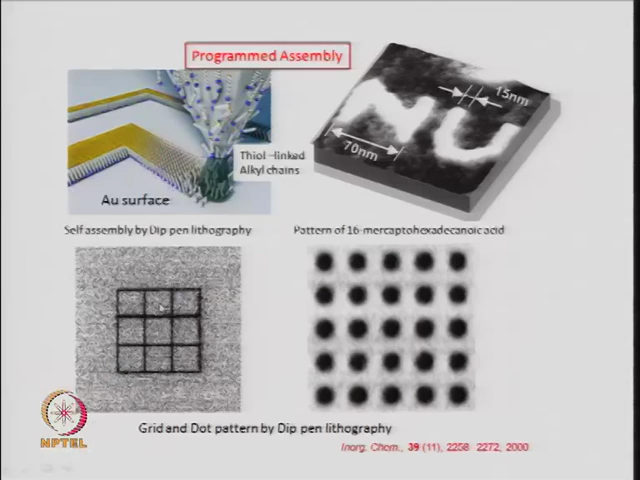 Programmed Assembly
15nm
70nm
NU
Thiol-linked
Alkyl chains
Au surface
Self assembly by Dip pen lithography
Pattern of 16-mercaptohexadecanoic acid
Grid and Dot pattern by Dip pen lithography
Inorg. Chem., 39 (11), 2258 2272, 2000
NPTEL